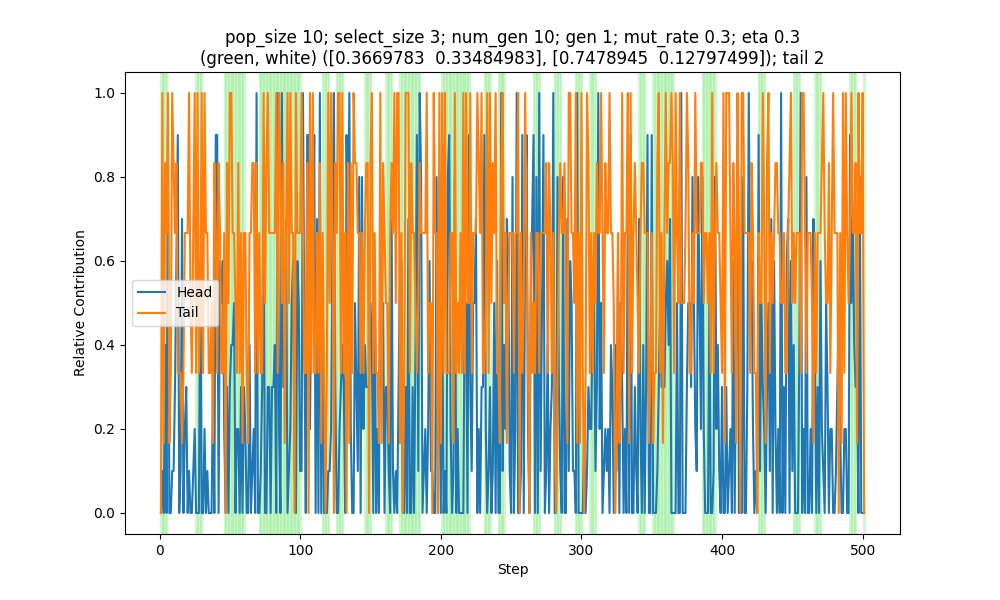 pop_size 10; select_size 3; num_gen 10; gen 1; mut_rate 0.3; eta 0.3
(green, white) ([0.3669783  0.33484983], [0.7478945  0.12797499]); tail 2
1.0
0.8
0.6
0.4
0.2
0.0
Relative Contribution
Head
Tail
0
100
200
300
400
500
Step